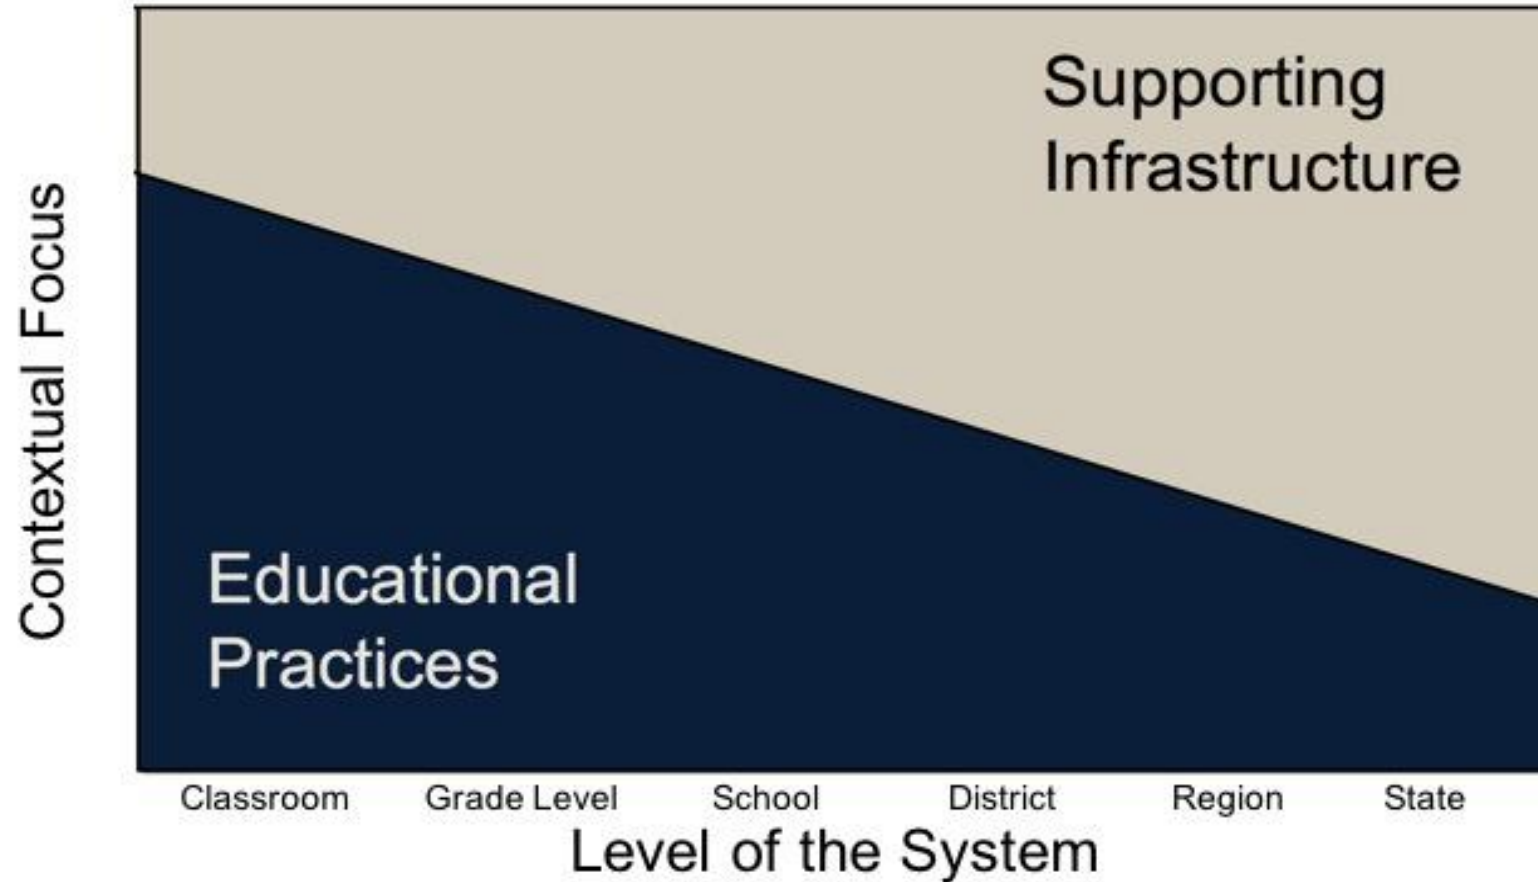 Supporting
Infrastructure
Contextual Focus
Educational
Practices
Classroom Grade Level School District Region State
Level of the System